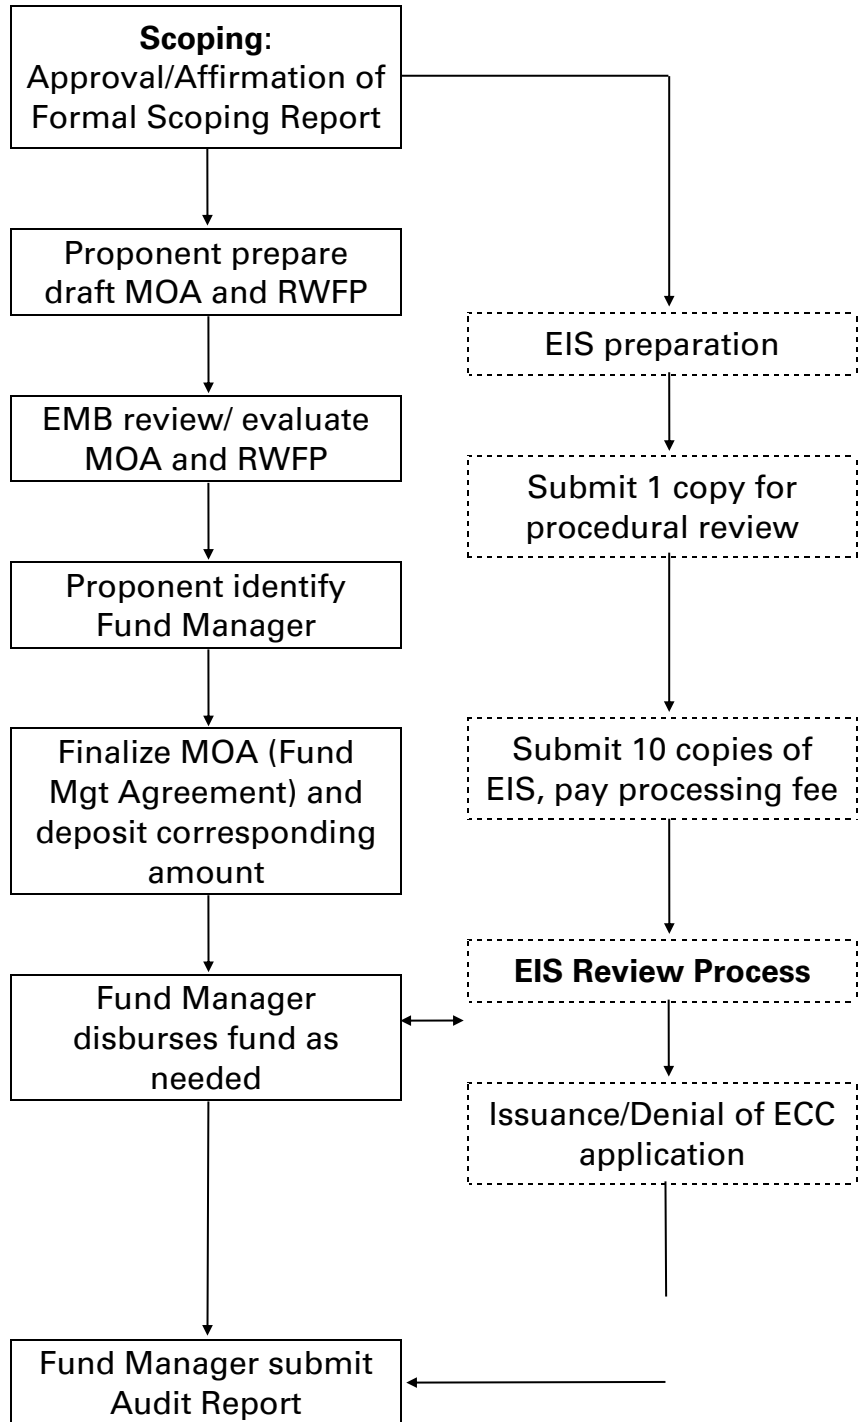 Scoping:
Approval/Affirmation of
Formal Scoping Report
Proponent prepare
draft MOA and RWFP
EMB review/ evaluate
MOA and RWFP
Proponent identify
Fund Manager
Finalize MOA (Fund
Mgt Agreement) and
deposit corresponding
amount
Fund Manager
disburses fund as
needed
Fund Manager submit
Audit Report
EIS preparation
Submit 1 copy for
procedural review
Submit 10 copies of
EIS, pay processing fee
EIS Review Process
Issuance/Denial of ECC
application